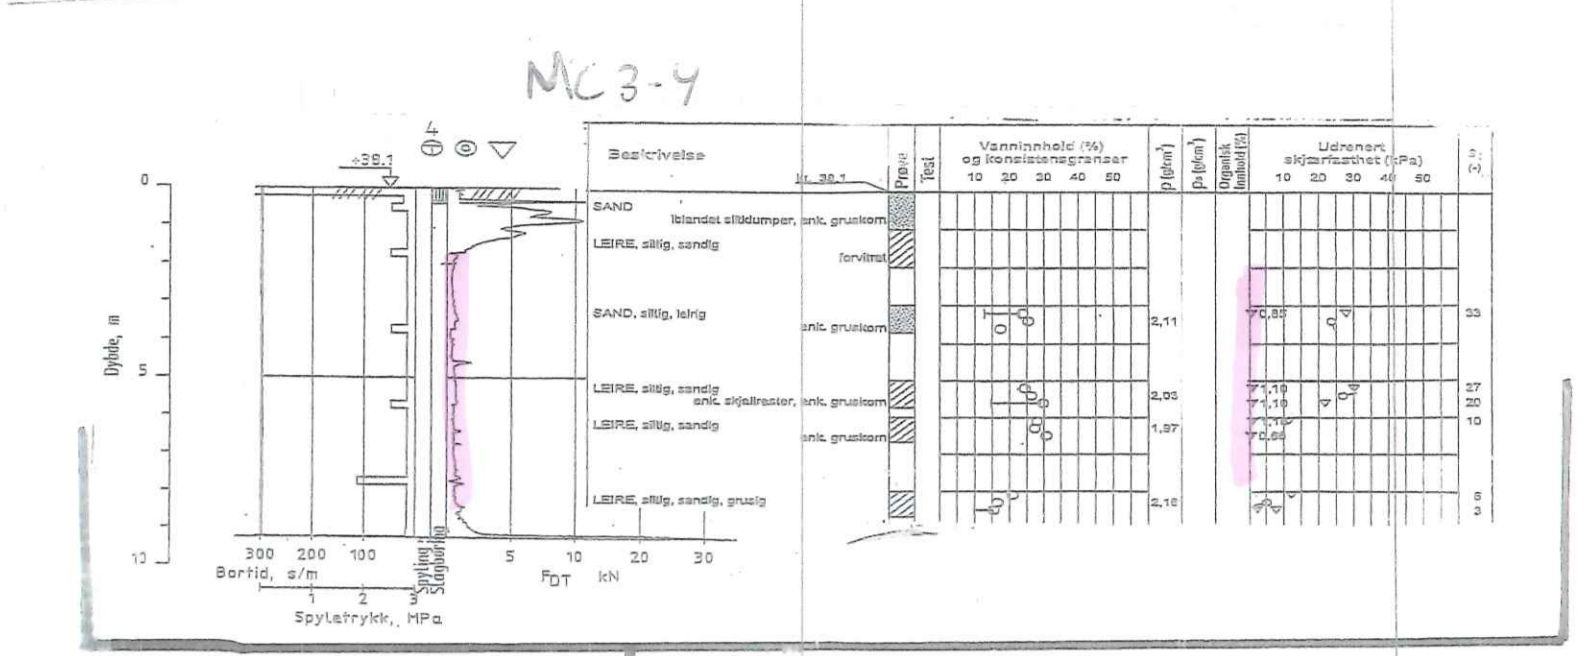 MC 3-4
4
+38.1
Beskrivelse
kt. 38.1
Prøve
Test
Vanninnhold (%)
og konsistensgrenser
10 20 30 40 50
ρ (g/cm³)
ρs (g/cm³)
Organisk
innhold (%)
Udrenert
skjærfasthet (kPa)
10 20 30 40 50
(-)
0
SAND
iblandet siltklumper, enk. gruskorn
LEIRE, siltig, sandig
forvitret
SAND, siltig, leirig
enk. gruskorn
2,11
0,85
33
Dybde, m
5
LEIRE, siltig, sandig
enk. skjellrester, enk. gruskorn
2,03
1,10
27
1,10
20
LEIRE, siltig, sandig
enk. gruskorn
1,97
10
LEIRE, siltig, sandig, grusig
2,16
6
3
10
300 200 100
Bortid, s/m
1 2 3
Spyletrykk, MPa
Spyling
Slagboring
5 10 20 30
FDT kN